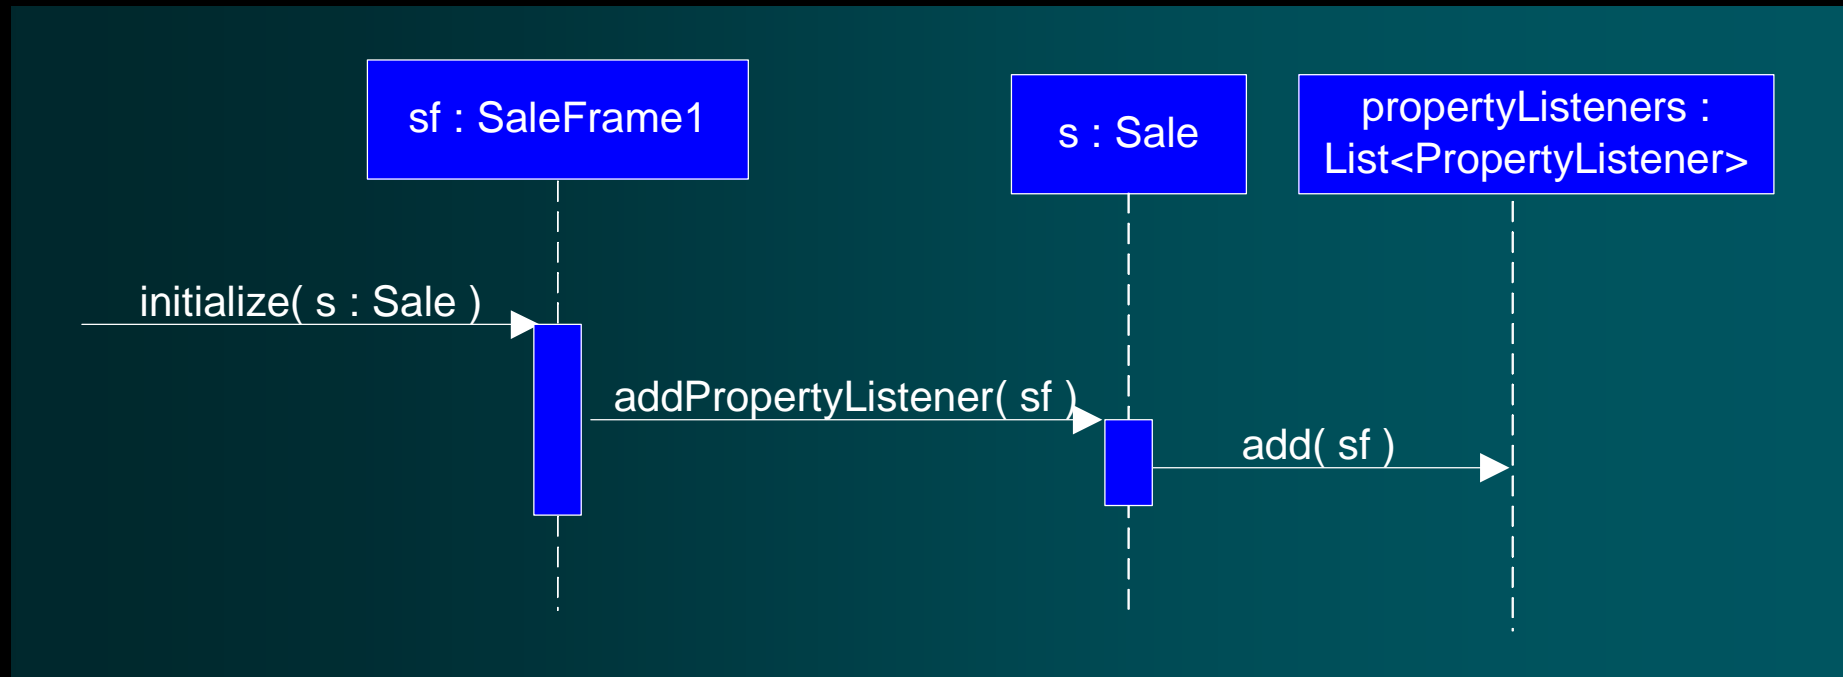 sf : SaleFrame1
s : Sale
propertyListeners :
List<PropertyListener>
initialize( s : Sale )
addPropertyListener( sf )
add( sf )